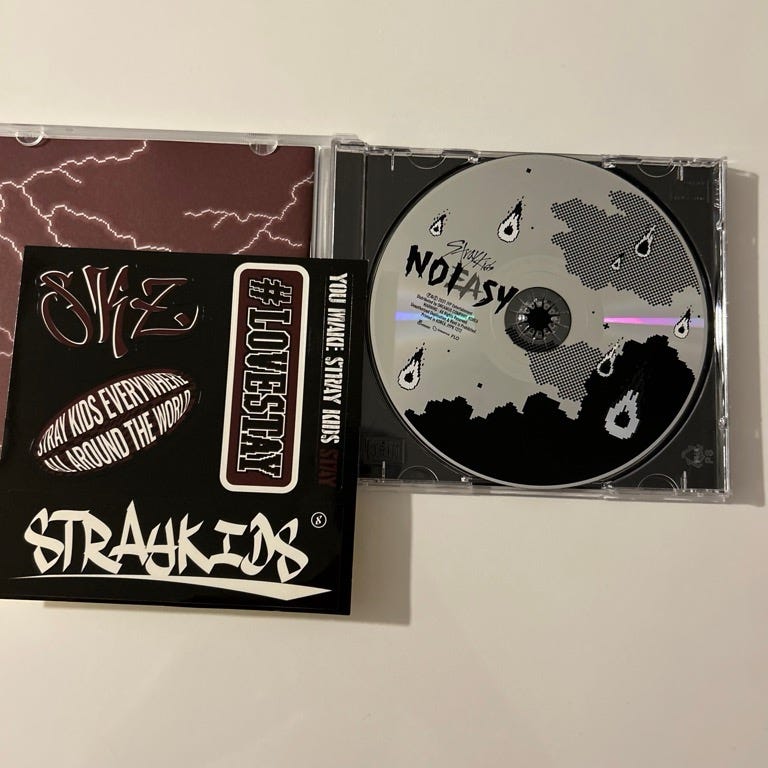 SKZ
#LOVESTAY
YOU MAKE STRAY KIDS STAY
STRAY KIDS EVERYWHERE
ALL AROUND THE WORLD
STRAYKIDS
8
Stray Kids
NOEASY